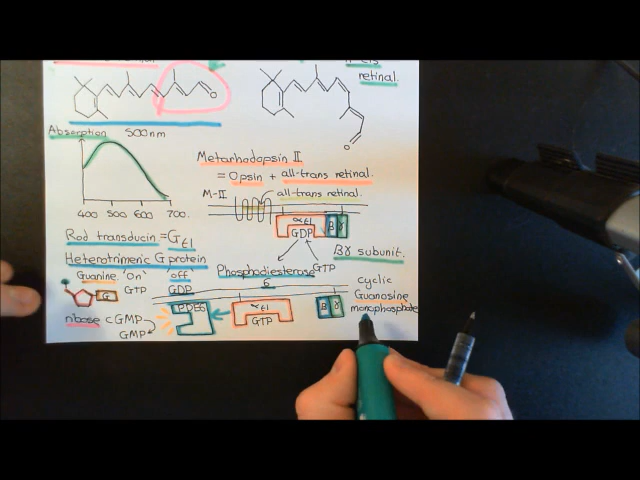 retinal.
O
O
Absorption
500nm
400 500 600 700.
Metarhodopsin II
= Opsin + all-trans retinal.
M-II
all-trans retinal.
αt1
GDP
β γ
Rod transducin = Gt1
Heterotrimeric G protein
Guanine 'on' 'off'
GTP GDP
G
ribose
cGMP
GMP
Phosphodiesterase
6
GTP
βγ subunit.
PDE6
αt1
GTP
β γ
cyclic
Guanosine
monophosphate